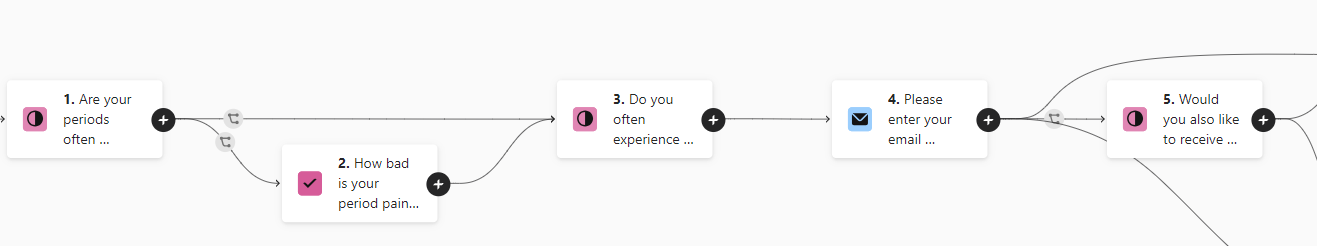 1. Are your
periods
often ...
2. How bad
is your
period pain...
3. Do you
often
experience ...
4. Please
enter your
email ...
5. Would
you also like
to receive ...